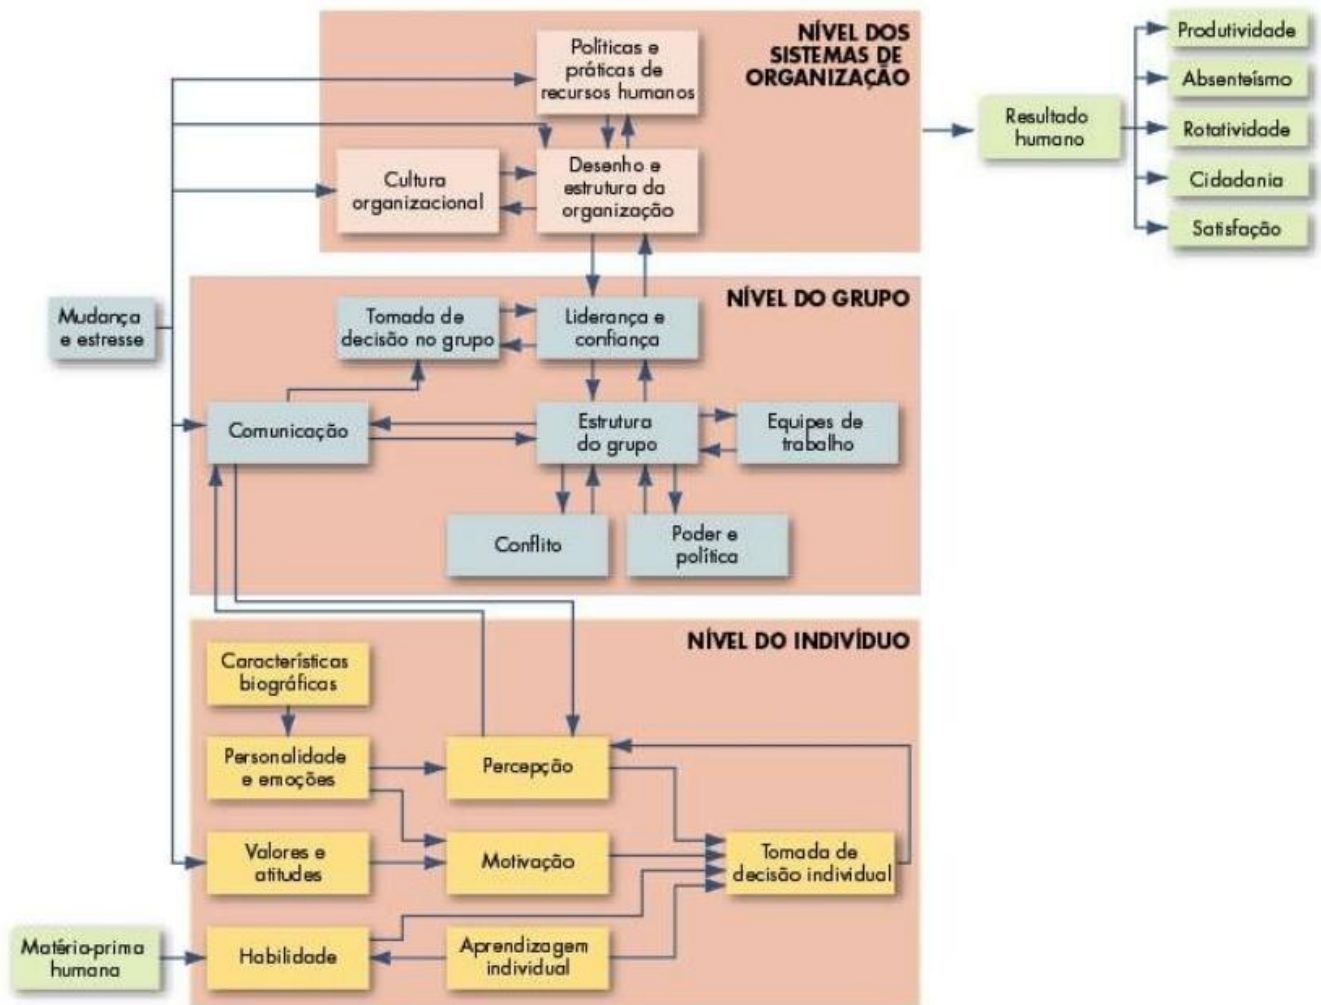 NÍVEL DOS
SISTEMAS DE
ORGANIZAÇÃO
Políticas e
práticas de
recursos humanos
Cultura
organizacional
Desenho e
estrutura da
organização
Resultado
humano
Produtividade
Absenteísmo
Rotatividade
Cidadania
Satisfação
Mudança
e estresse
NÍVEL DO GRUPO
Tomada de
decisão no grupo
Liderança e
confiança
Comunicação
Estrutura
do grupo
Equipes de
trabalho
Conflito
Poder e
política
NÍVEL DO INDIVÍDUO
Características
biográficas
Personalidade
e emoções
Percepção
Valores e
atitudes
Motivação
Tomada de
decisão individual
Matéria-prima
humana
Habilidade
Aprendizagem
individual